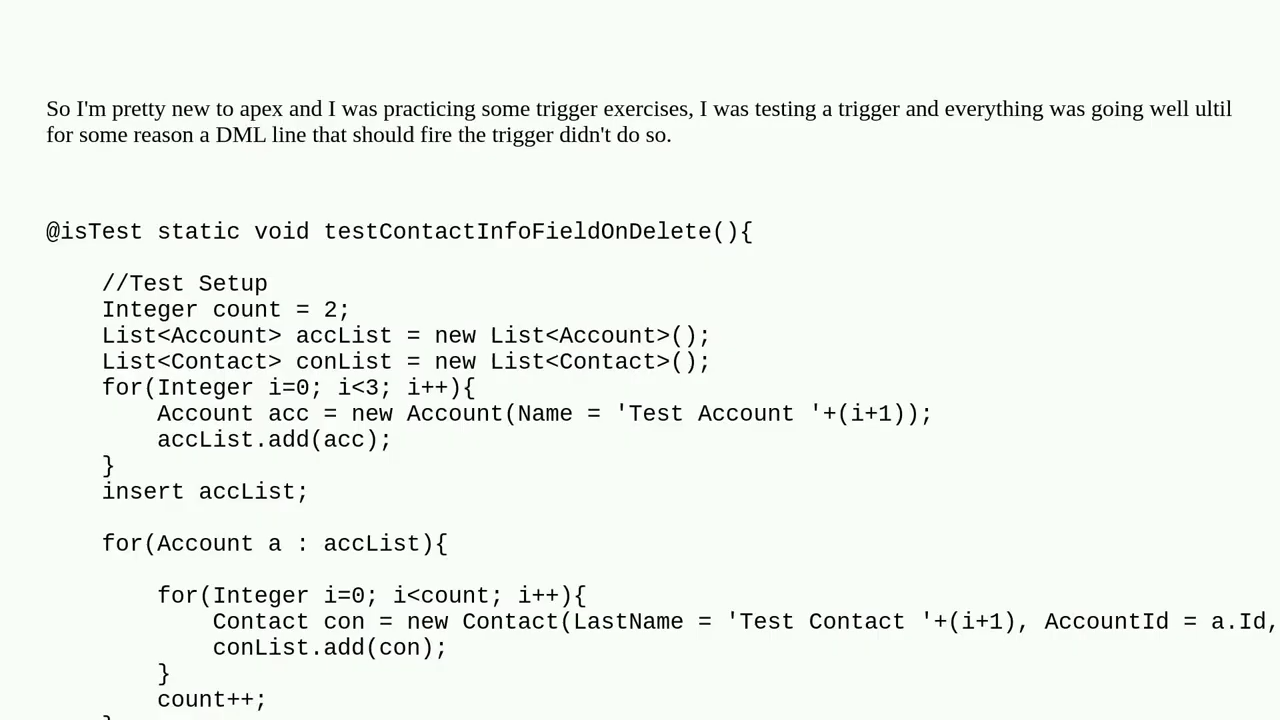 So I'm pretty new to apex and I was practicing some trigger exercises, I was testing a trigger and everything was going well ultil
for some reason a DML line that should fire the trigger didn't do so.
@isTest static void testContactInfoFieldOnDelete(){
    //Test Setup
    Integer count = 2;
    List<Account> accList = new List<Account>();
    List<Contact> conList = new List<Contact>();
    for(Integer i=0; i<3; i++){
        Account acc = new Account(Name = 'Test Account '+(i+1));
        accList.add(acc);
    }
    insert accList;
    for(Account a : accList){
        for(Integer i=0; i<count; i++){
            Contact con = new Contact(LastName = 'Test Contact '+(i+1), AccountId = a.Id,
            conList.add(con);
        }
        count++;
    }